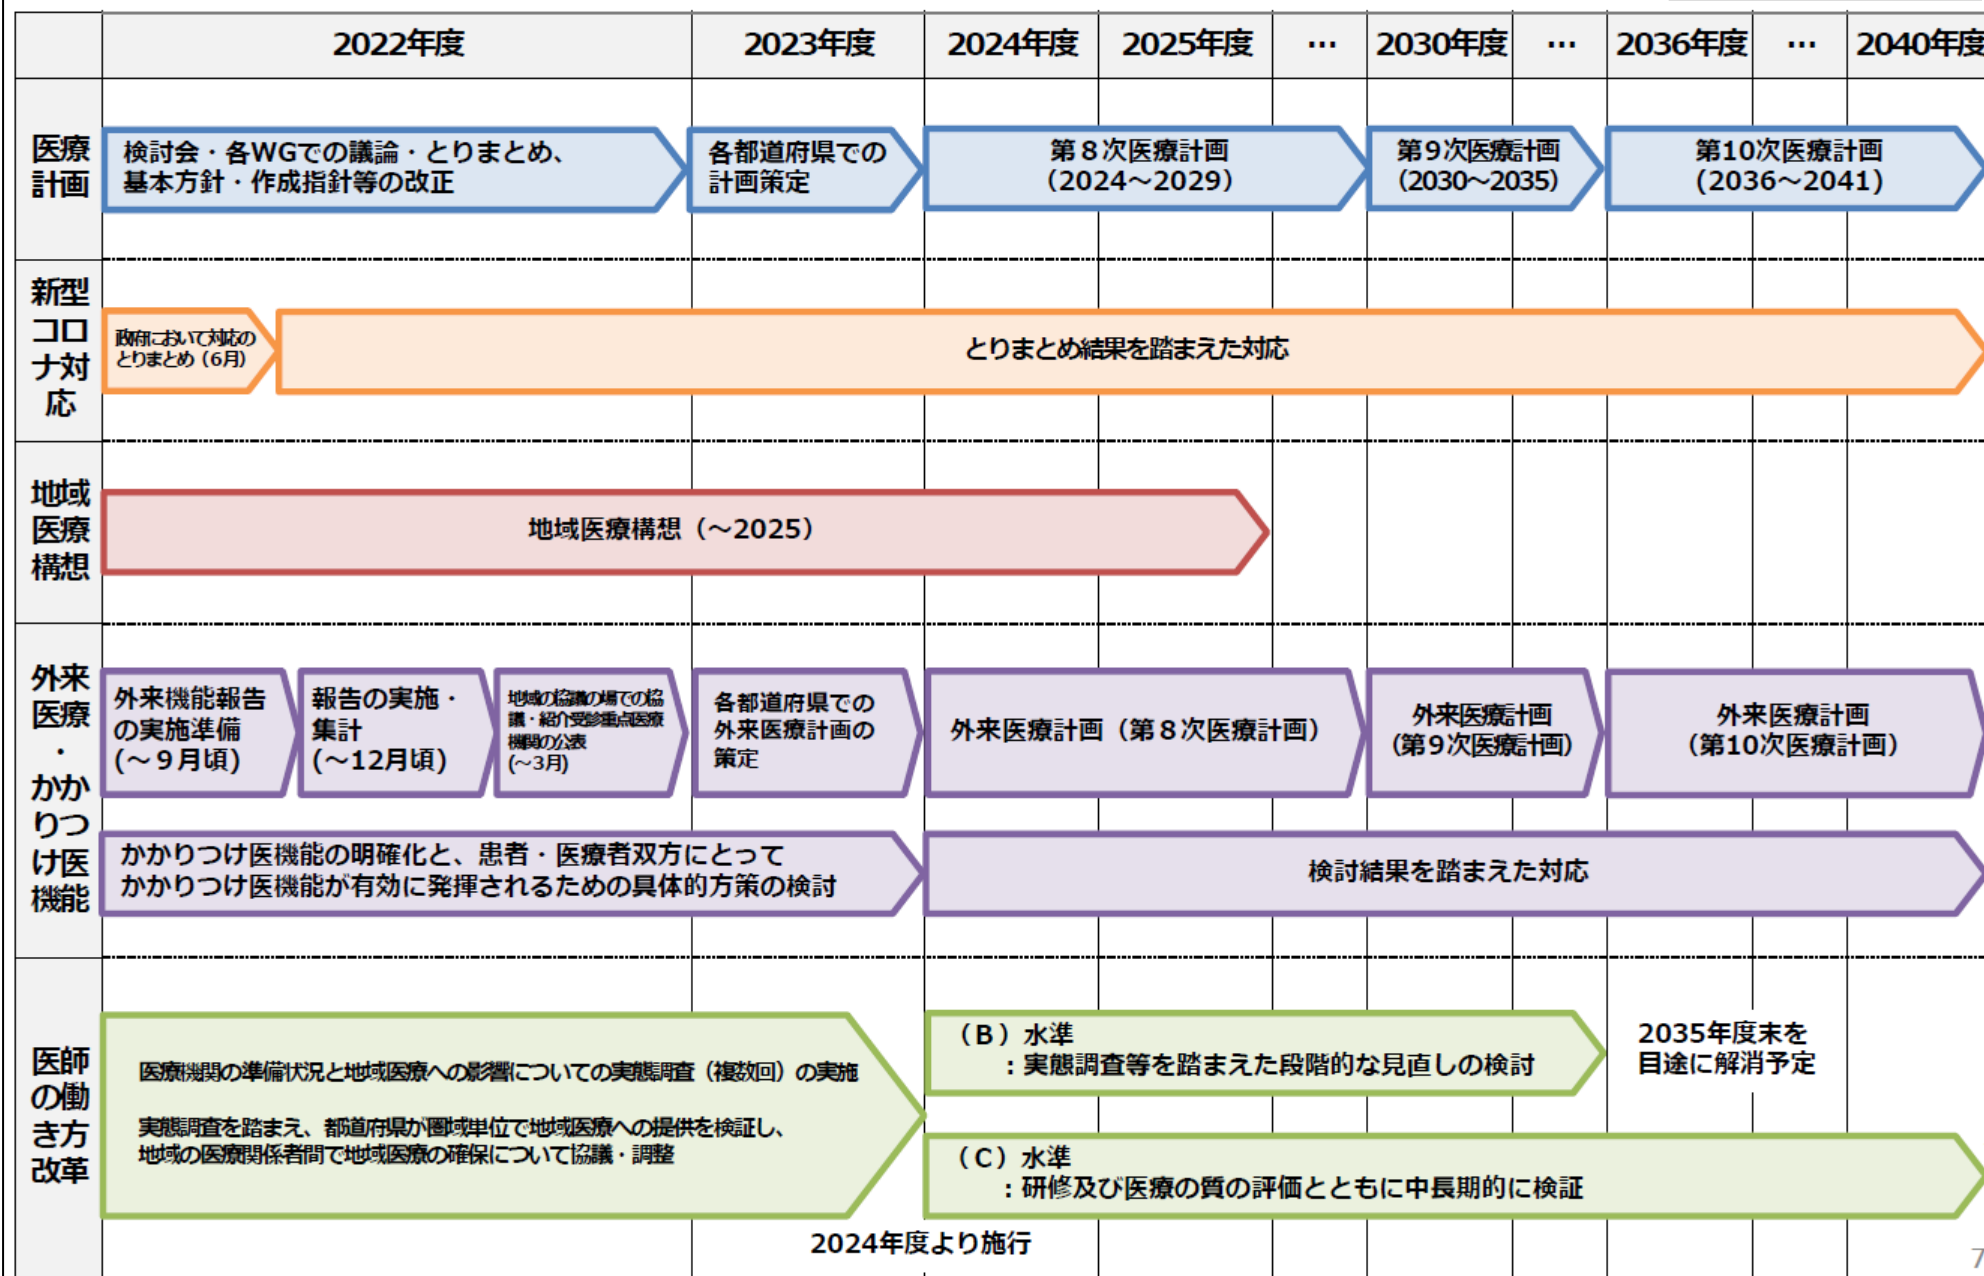 2022年度
2023年度
2024年度
2025年度
…
2030年度
…
2036年度
…
2040年度
医療
計画
検討会・各WGでの議論・とりまとめ、
基本方針・作成指針等の改正
各都道府県での
計画策定
第８次医療計画
（2024～2029）
第９次医療計画
（2030～2035）
第10次医療計画
(2036～2041)
新型
コロ
ナ対
応
政府において対応の
とりまとめ（6月）
とりまとめ結果を踏まえた対応
地域
医療
構想
地域医療構想（～2025）
外来
医療
・
かか
りつ
け医
機能
外来機能報告
の実施準備
(～９月頃)
報告の実施・
集計
(～12月頃)
地域の協議の場での協
議・紹介受診重点医療
機関の公表
(～3月)
各都道府県での
外来医療計画の
策定
外来医療計画（第８次医療計画）
外来医療計画
（第９次医療計画）
外来医療計画
（第10次医療計画）
かかりつけ医機能の明確化と、患者・医療者双方にとって
かかりつけ医機能が有効に発揮されるための具体的方策の検討
検討結果を踏まえた対応
医師
の働
き方
改革
医療機関の準備状況と地域医療への影響についての実態調査（複数回）の実施
実態調査を踏まえ、都道府県が圏域単位で地域医療への提供を検証し、
地域の医療関係者間で地域医療の確保について協議・調整
（Ｂ）水準
：実態調査等を踏まえた段階的な見直しの検討
2035年度末を
目途に解消予定
（Ｃ）水準
：研修及び医療の質の評価とともに中長期的に検証
2024年度より施行
7